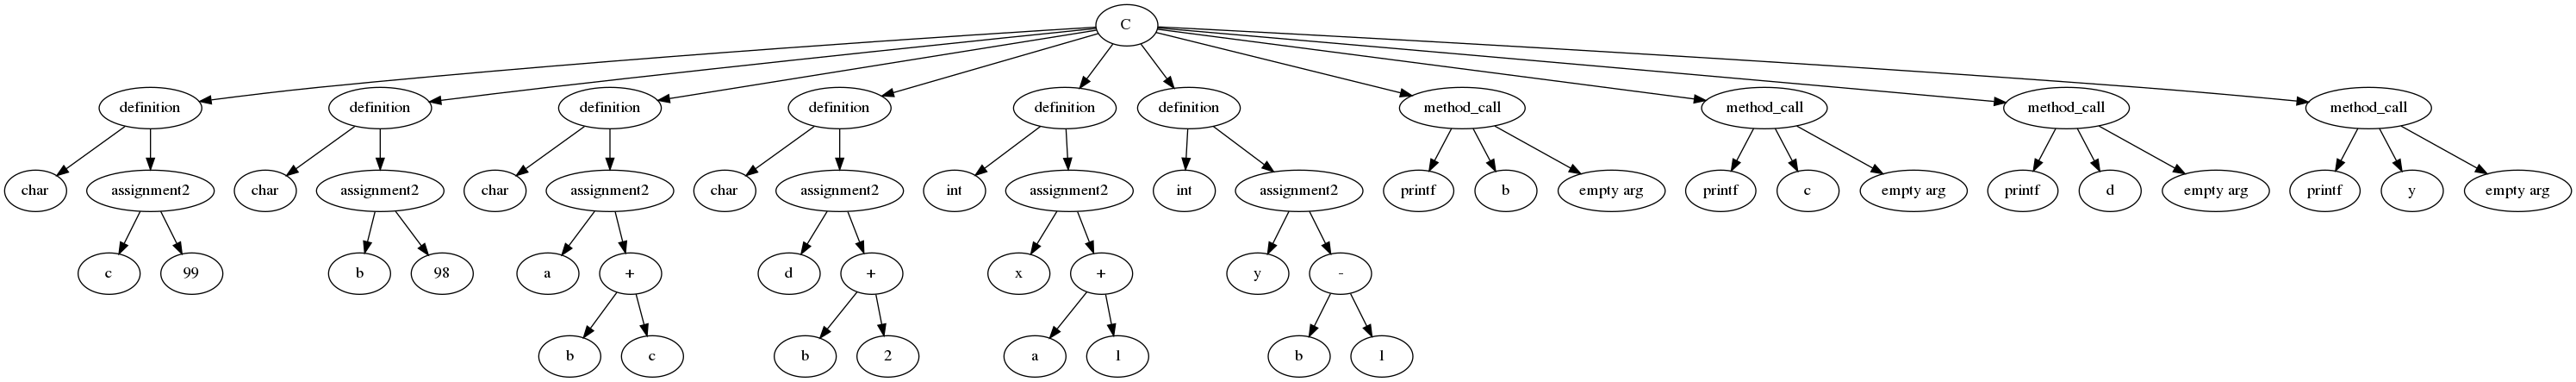 C
definition definition definition definition definition definition method_call method_call method_call method_call
char assignment2 char assignment2 char assignment2 char assignment2 int assignment2 int assignment2 printf b empty arg printf c empty arg printf d empty arg printf y empty arg
c 99 b 98 a + d + x + y -
b c b 2 a 1 b 1